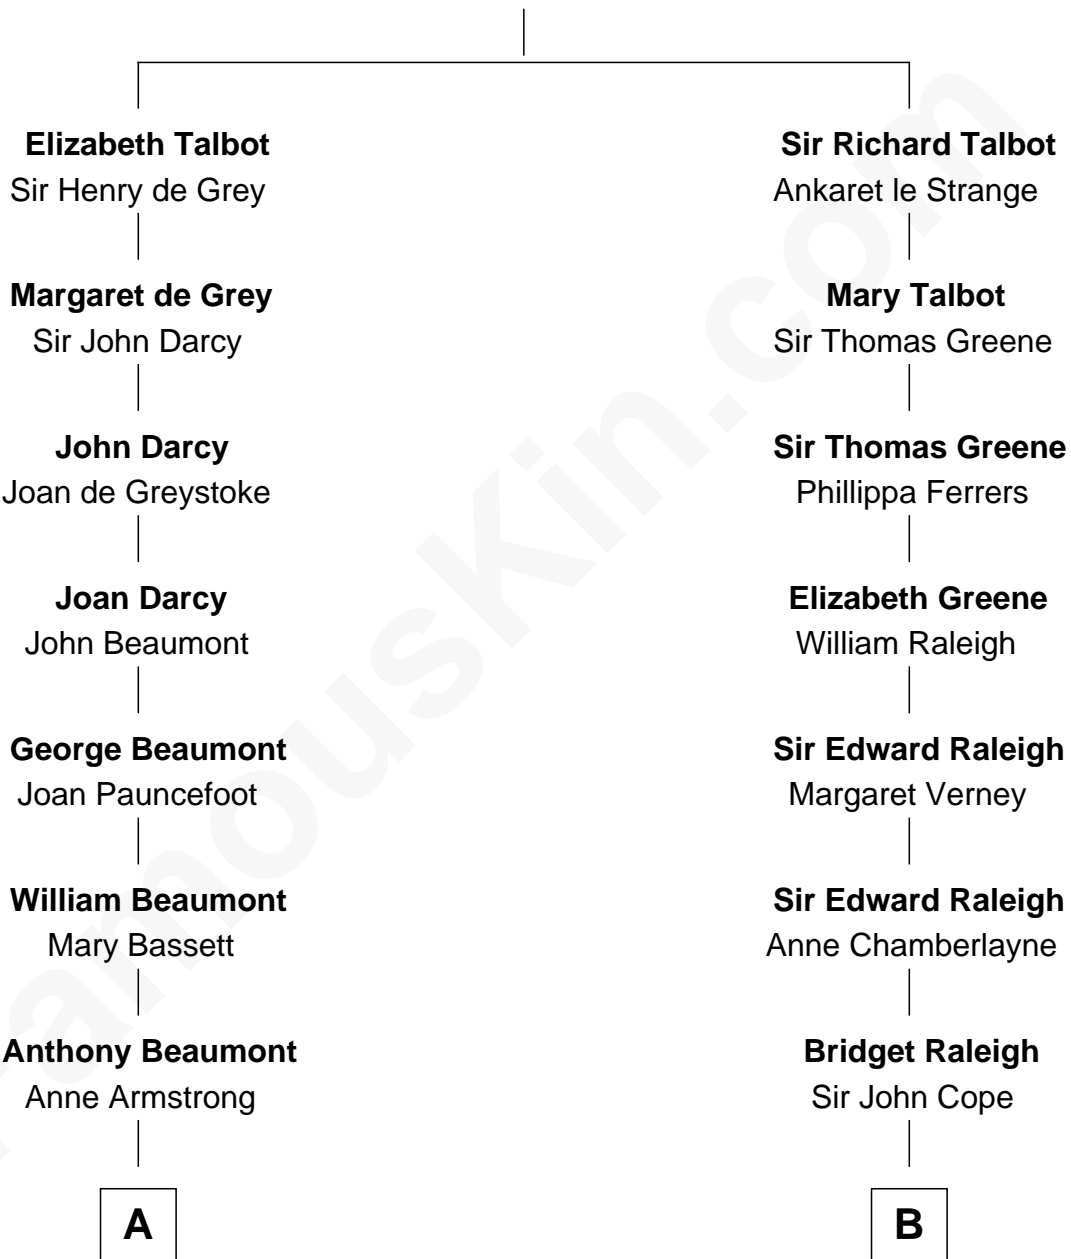 Elizabeth Talbot
Sir Henry de Grey
Margaret de Grey
Sir John Darcy
John Darcy
Joan de Greystoke
Joan Darcy
John Beaumont
George Beaumont
Joan Pauncefoot
William Beaumont
Mary Bassett
Anthony Beaumont
Anne Armstrong
A
Sir Richard Talbot
Ankaret le Strange
Mary Talbot
Sir Thomas Greene
Sir Thomas Greene
Phillippa Ferrers
Elizabeth Greene
William Raleigh
Sir Edward Raleigh
Margaret Verney
Sir Edward Raleigh
Anne Chamberlayne
Bridget Raleigh
Sir John Cope
B
FamousKin.com